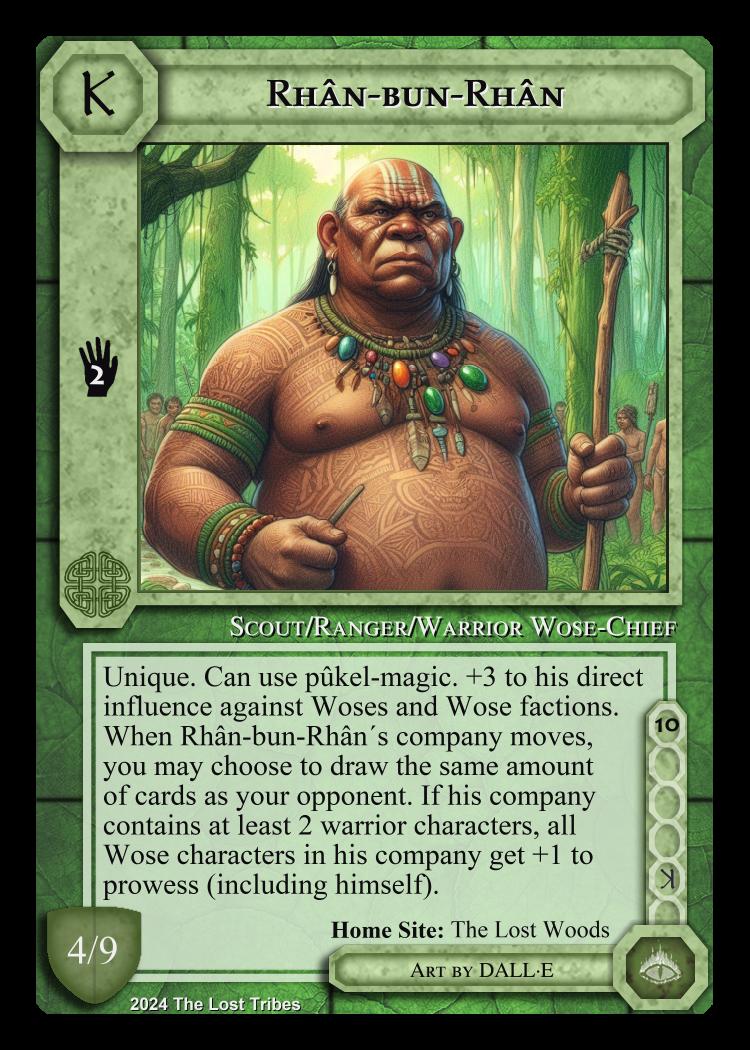 K
Rhân-bun-Rhân
2
Scout/Ranger/Warrior Wose-Chief
Unique. Can use pûkel-magic. +3 to his direct
influence against Woses and Wose factions.
When Rhân-bun-Rhân´s company moves,
you may choose to draw the same amount
of cards as your opponent. If his company
contains at least 2 warrior characters, all
Wose characters in his company get +1 to
prowess (including himself).
10
K
Home Site: The Lost Woods
4/9
Art by DALL·E
2024 The Lost Tribes